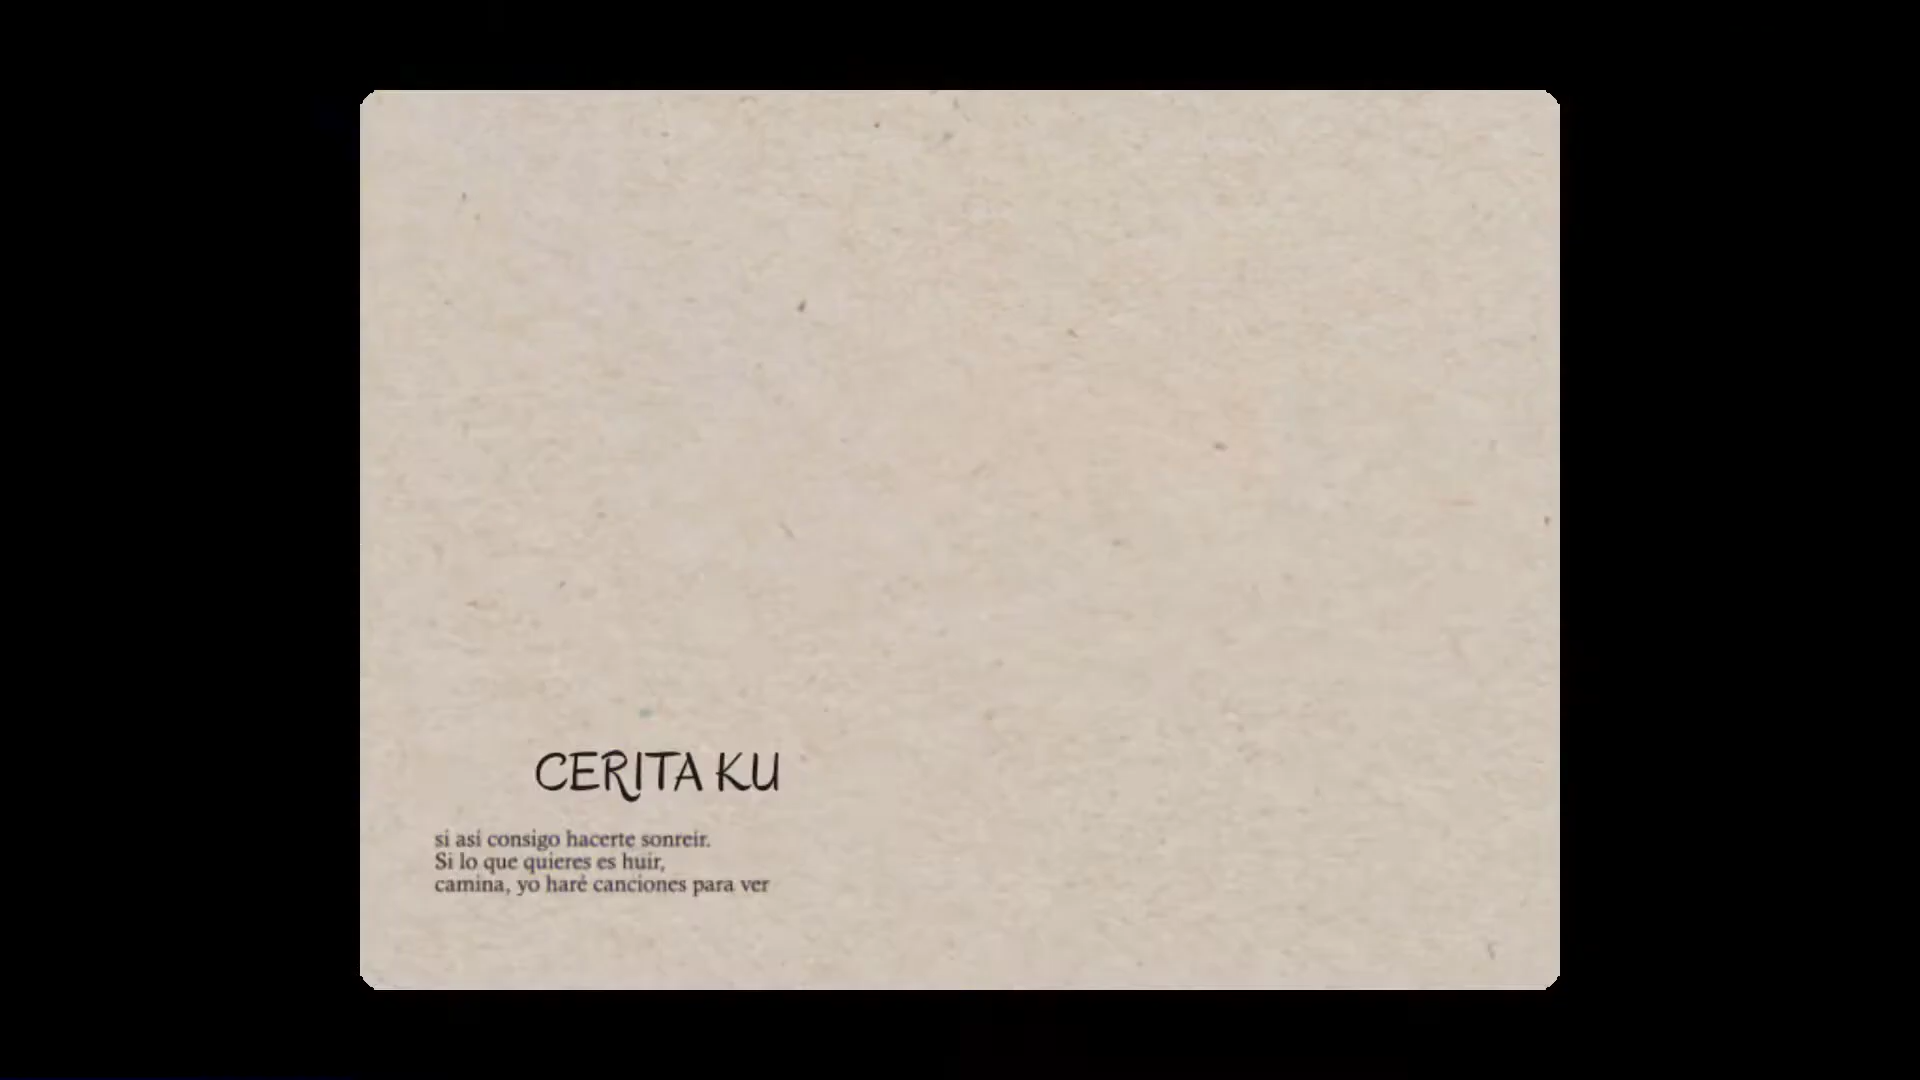 CERITA KU
si así consigo hacerte sonreír.
Si lo que quieres es huir,
camina, yo haré canciones para ver